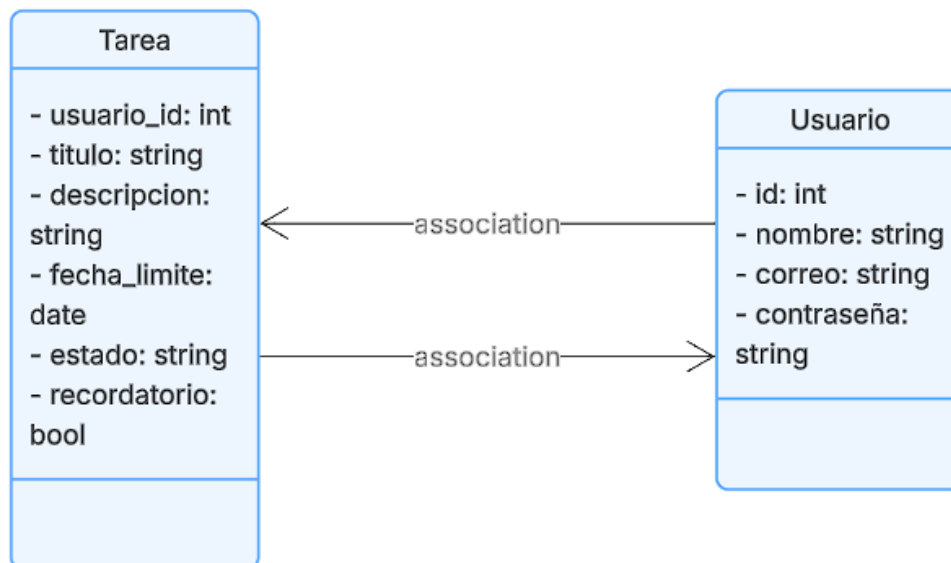 Tarea
- usuario_id: int
- titulo: string
- descripcion:
string
- fecha_limite:
date
- estado: string
- recordatorio:
bool
association
association
Usuario
- id: int
- nombre: string
- correo: string
- contraseña:
string